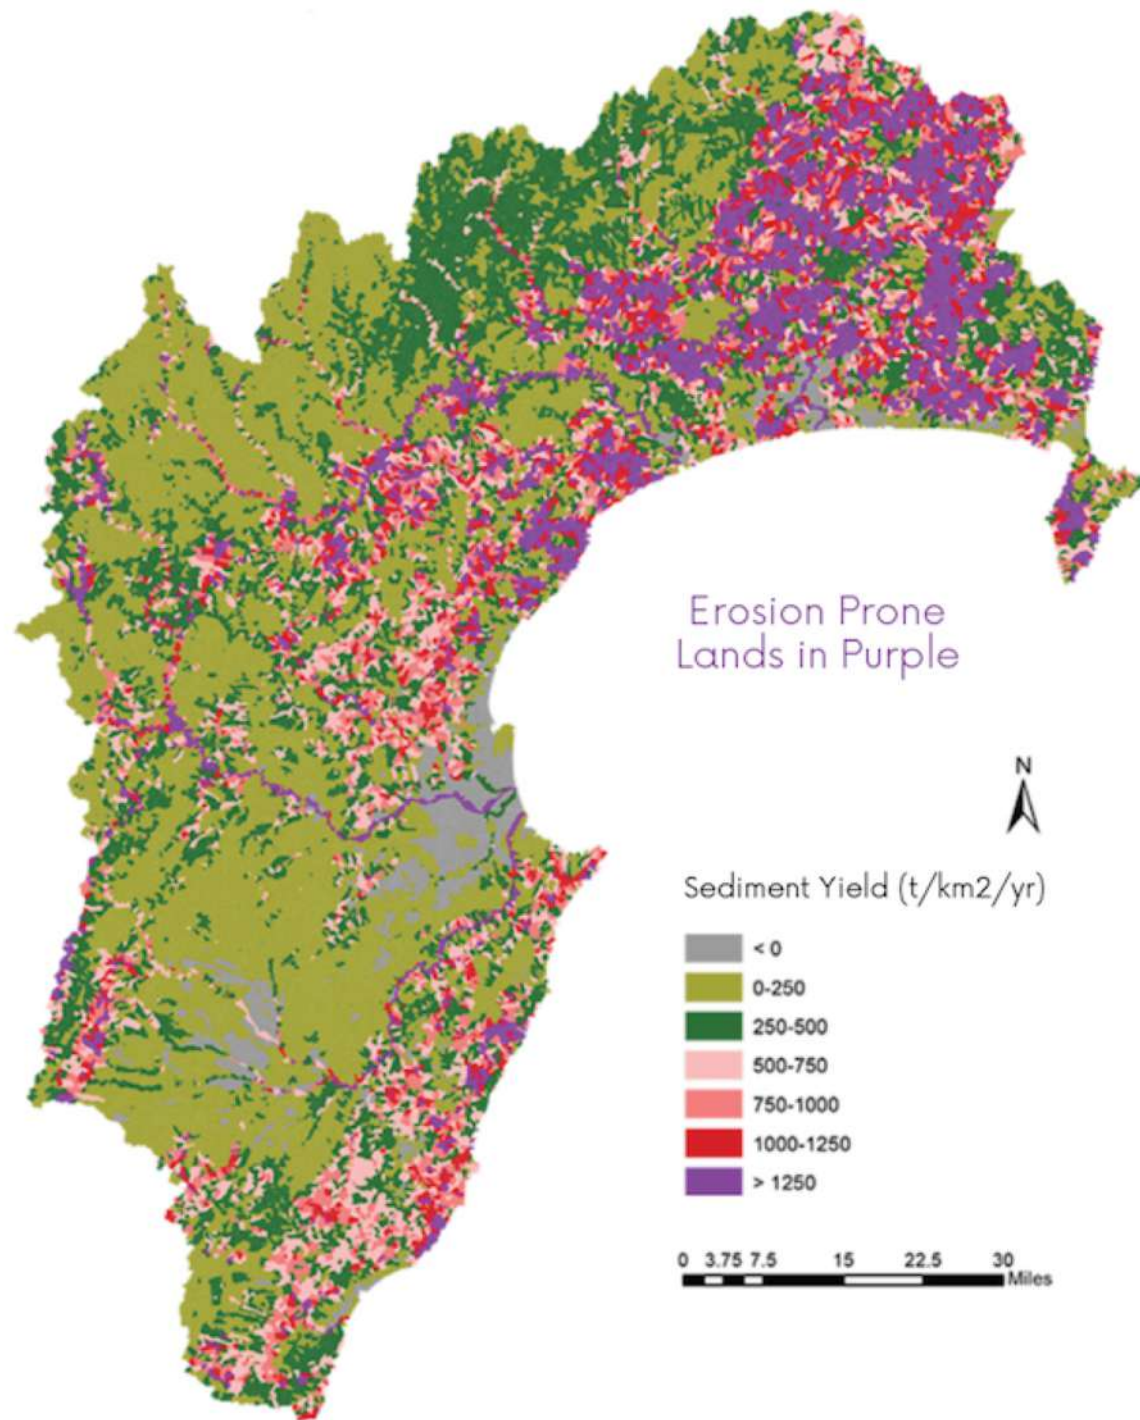 Erosion Prone
Lands in Purple
N
Sediment Yield (t/km2/yr)
< 0
0-250
250-500
500-750
750-1000
1000-1250
> 1250
0 3.75 7.5 15 22.5 30
Miles